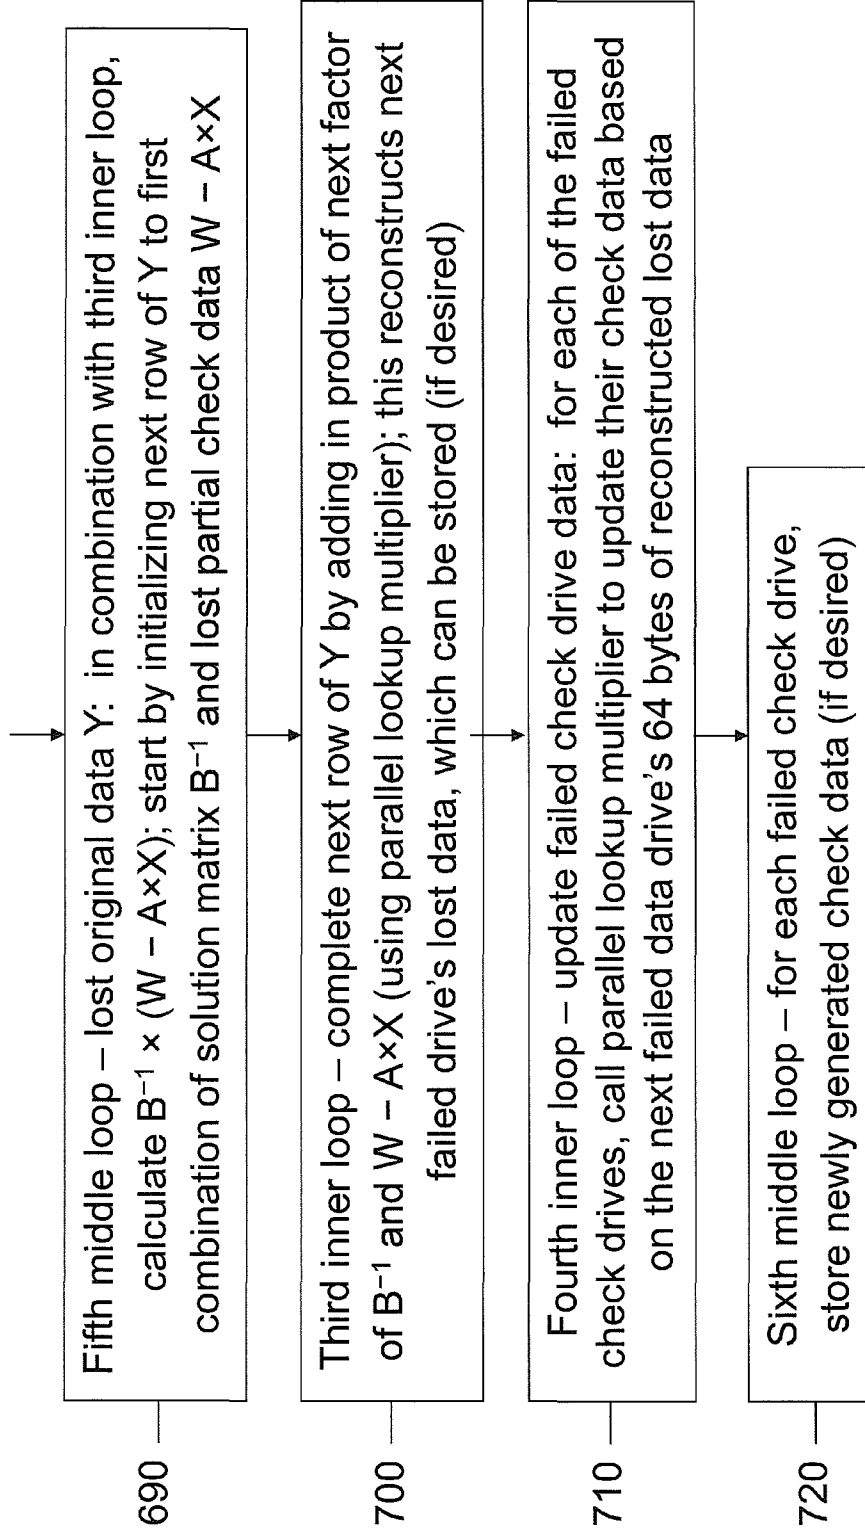 690
Fifth middle loop – lost original data Y: in combination with third inner loop,
calculate B⁻¹ × (W – A×X); start by initializing next row of Y to first
combination of solution matrix B⁻¹ and lost partial check data W – A×X
700
Third inner loop – complete next row of Y by adding in product of next factor
of B⁻¹ and W – A×X (using parallel lookup multiplier); this reconstructs next
failed drive's lost data, which can be stored (if desired)
710
Fourth inner loop – update failed check drive data: for each of the failed
check drives, call parallel lookup multiplier to update their check data based
on the next failed data drive's 64 bytes of reconstructed lost data
720
Sixth middle loop – for each failed check drive,
store newly generated check data (if desired)